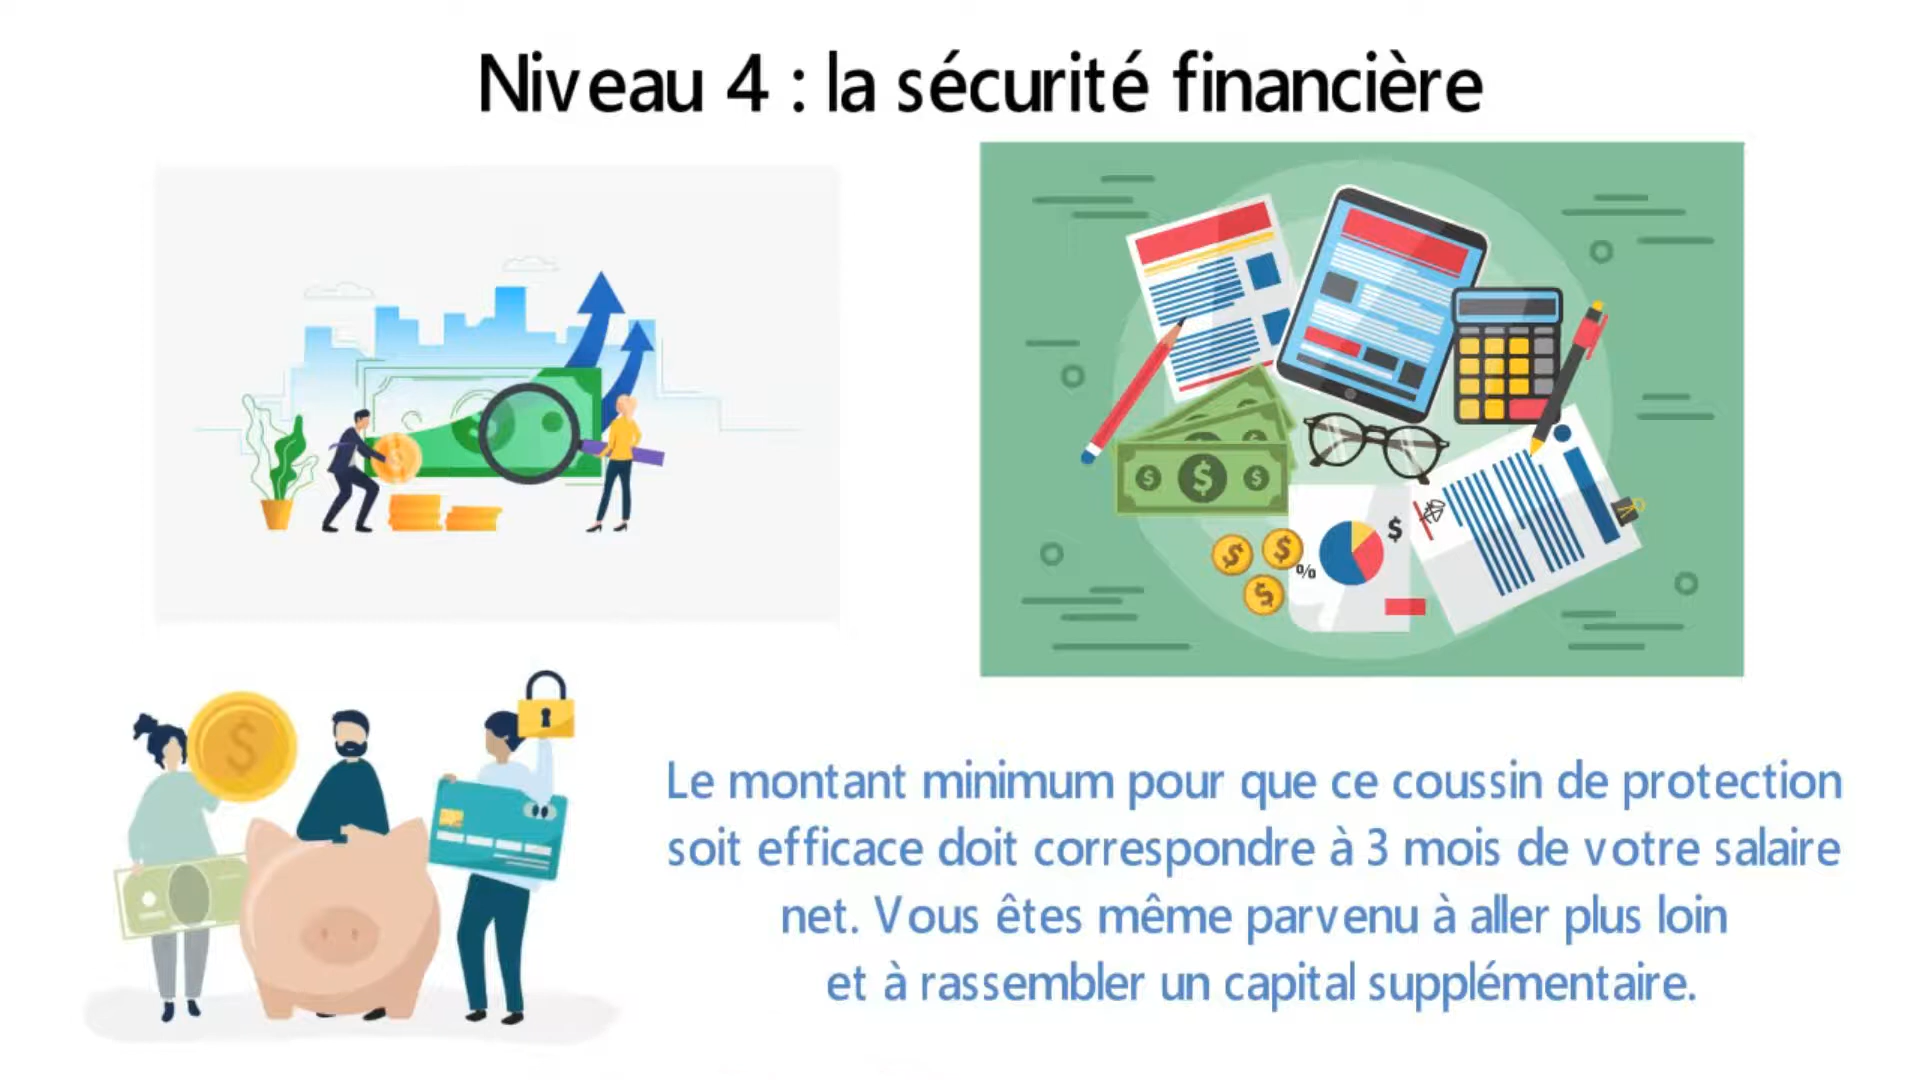 Niveau 4 : la sécurité financière
$
%
Le montant minimum pour que ce coussin de protection
soit efficace doit correspondre à 3 mois de votre salaire
net. Vous êtes même parvenu à aller plus loin
et à rassembler un capital supplémentaire.